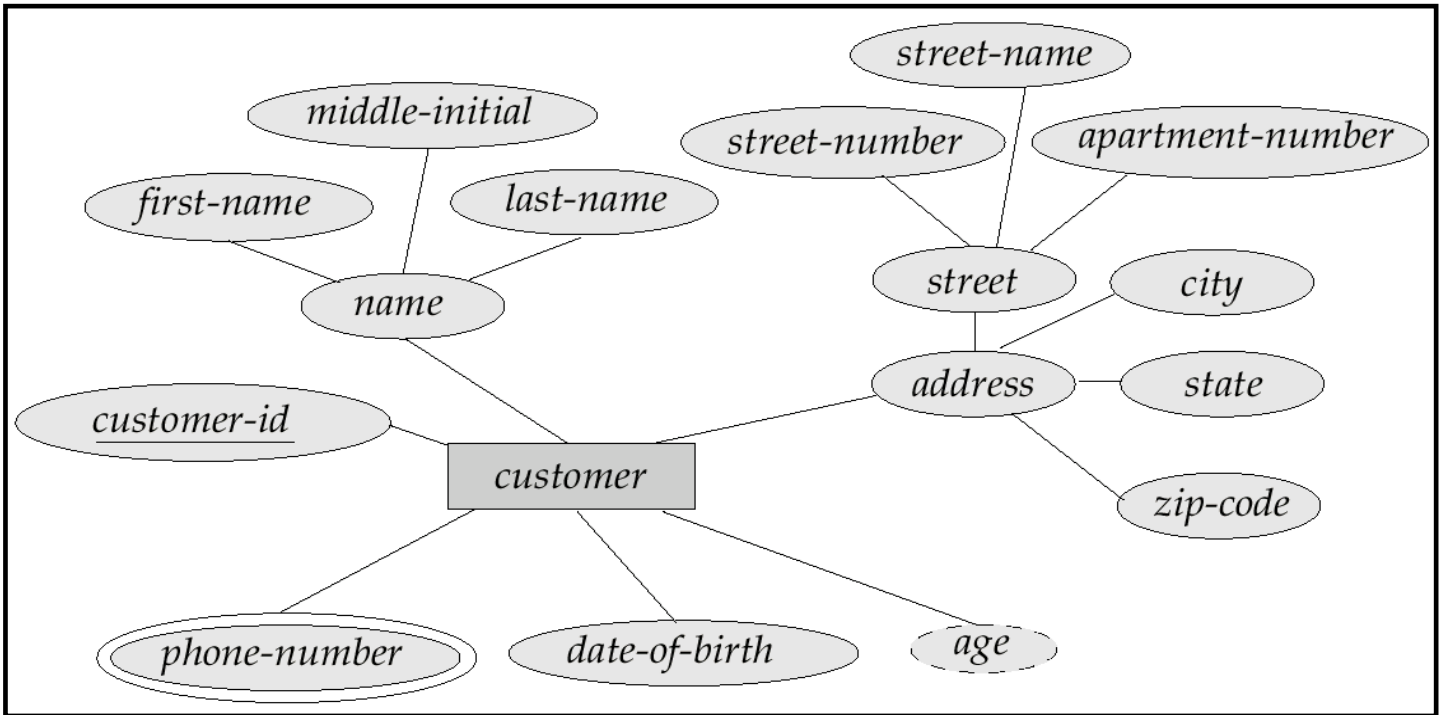 street-name
middle-initial
street-number
apartment-number
first-name
last-name
street
city
name
address
state
customer-id
customer
zip-code
phone-number
date-of-birth
age